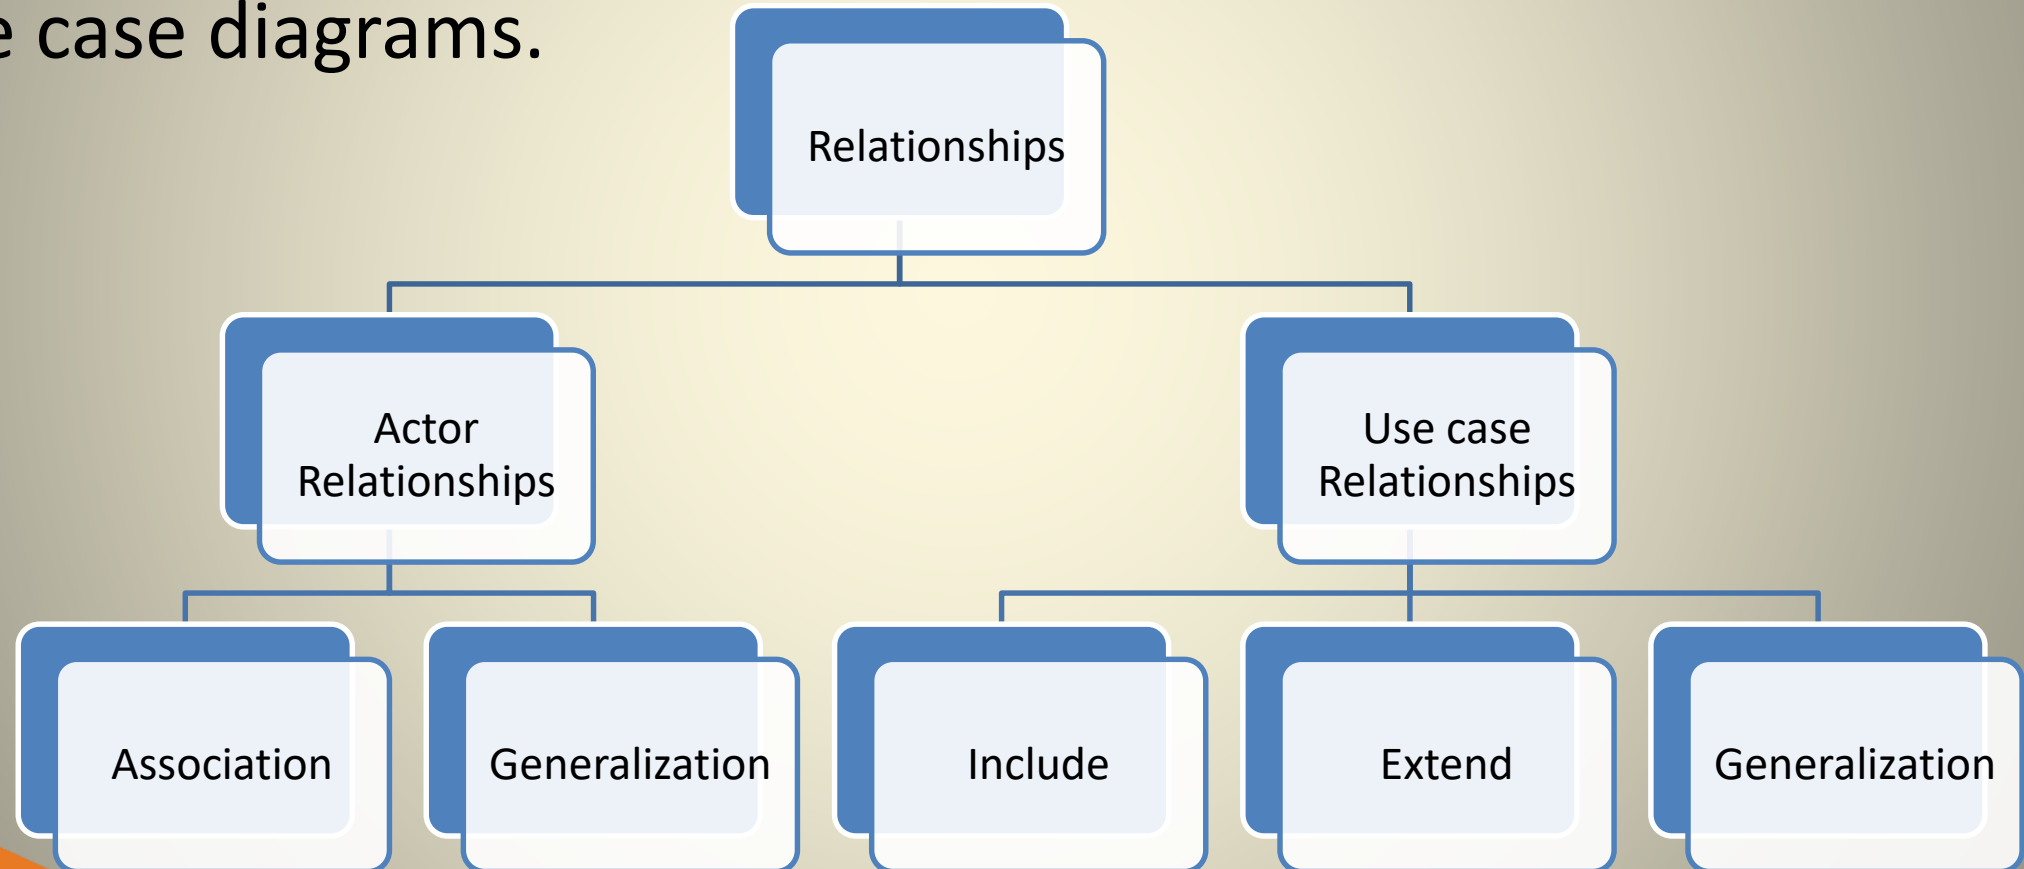 case diagrams.
Relationships
Actor
Relationships
Use case
Relationships
Association
Generalization
Include
Extend
Generalization